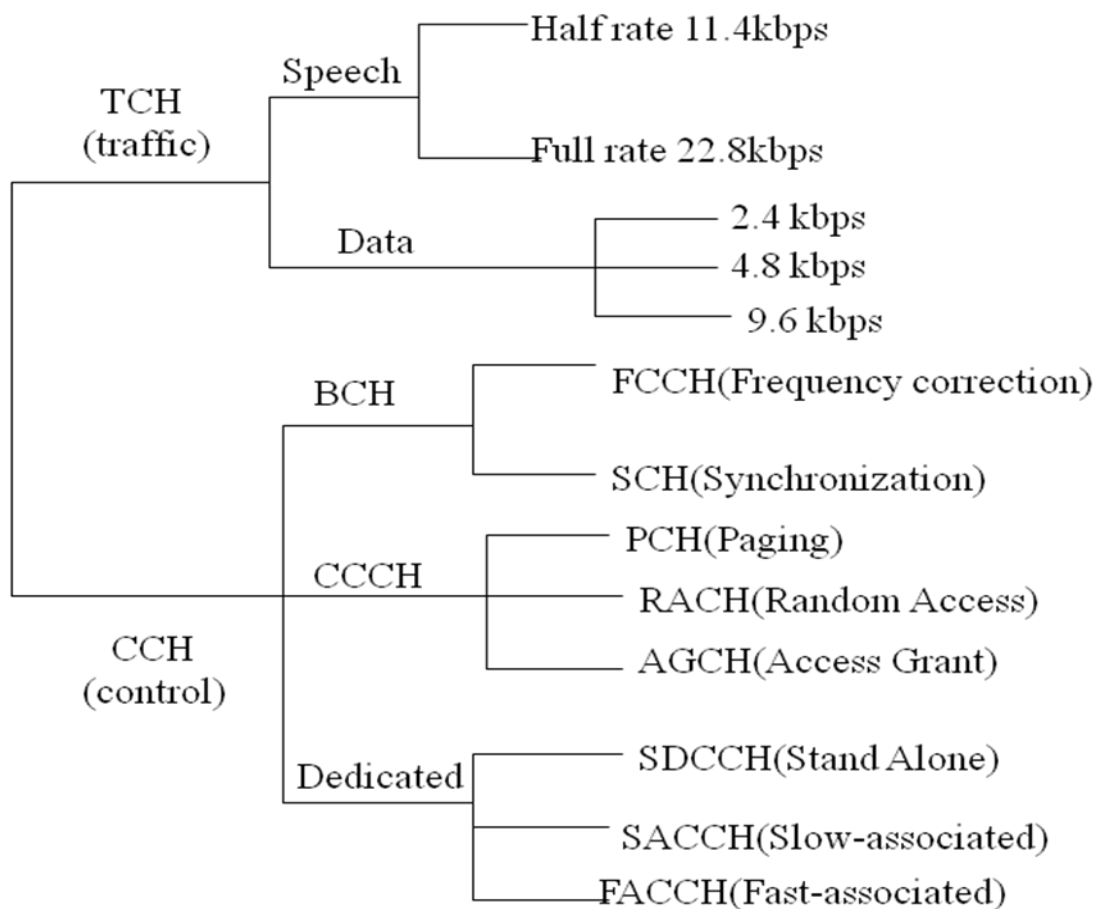 Half rate 11.4kbps
Speech
TCH
(traffic)
Full rate 22.8kbps
2.4 kbps
Data
4.8 kbps
9.6 kbps
FCCH(Frequency correction)
BCH
SCH(Synchronization)
PCH(Paging)
CCCH
RACH(Random Access)
CCH
(control)
AGCH(Access Grant)
SDCCH(Stand Alone)
Dedicated
SACCH(Slow-associated)
FACCH(Fast-associated)